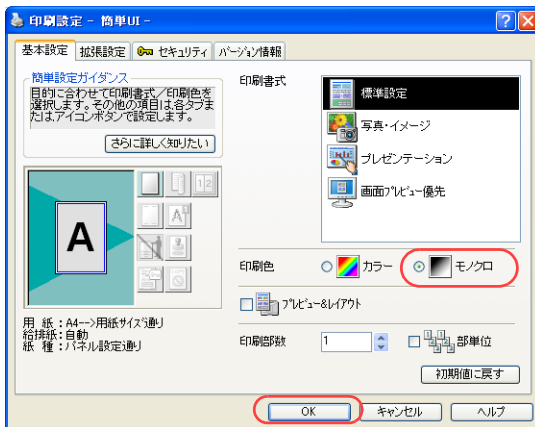 印刷設定 - 簡単UI -
基本設定 拡張設定 セキュリティ バージョン情報
簡単設定ガイダンス
目的に合わせて印刷書式/印刷色を
選択します。その他の項目は各タブま
たはアイコンボタンで設定します。
さらに詳しく知りたい
A
用 紙 : A4-->用紙サイズ通り
給排紙 : 自動
紙 種 : パネル設定通り
印刷書式
標準設定
写真・イメージ
プレゼンテーション
画面プレビュー優先
印刷色 カラー モノクロ
プレビュー&レイアウト
印刷部数 1 部単位
初期値に戻す
OK キャンセル ヘルプ